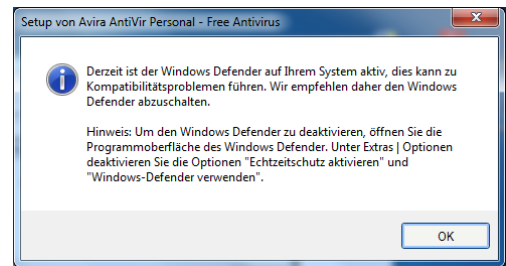 Setup von Avira AntiVir Personal - Free Antivirus
Derzeit ist der Windows Defender auf Ihrem System aktiv, dies kann zu
Kompatibilitätsproblemen führen. Wir empfehlen daher den Windows
Defender abzuschalten.
Hinweis: Um den Windows Defender zu deaktivieren, öffnen Sie die
Programmoberfläche des Windows Defender. Unter Extras | Optionen
deaktivieren Sie die Optionen "Echtzeitschutz aktivieren" und
"Windows-Defender verwenden".
OK